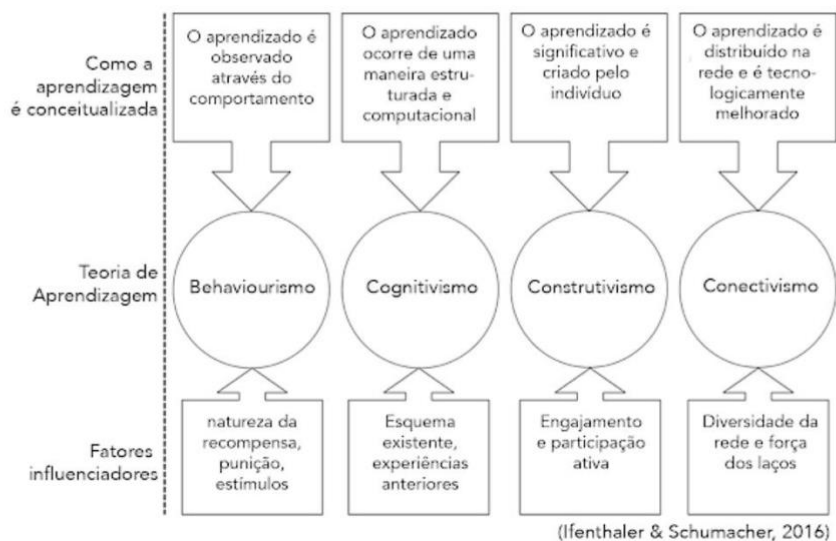 Como a
aprendizagem
é conceitualizada
O aprendizado é
observado
através do
comportamento
O aprendizado
ocorre de uma
maneira estru-
turada e
computacional
O aprendizado é
significativo e
criado pelo
indivíduo
O aprendizado é
distribuído na
rede e é tecno-
logicamente
melhorado
Teoria de
Aprendizagem
Behaviourismo
Cognitivismo
Construtivismo
Conectivismo
Fatores
influenciadores
natureza da
recompensa,
punição,
estímulos
Esquema
existente,
experiências
anteriores
Engajamento
e participação
ativa
Diversidade da
rede e força
dos laços
(Ifenthaler & Schumacher, 2016)